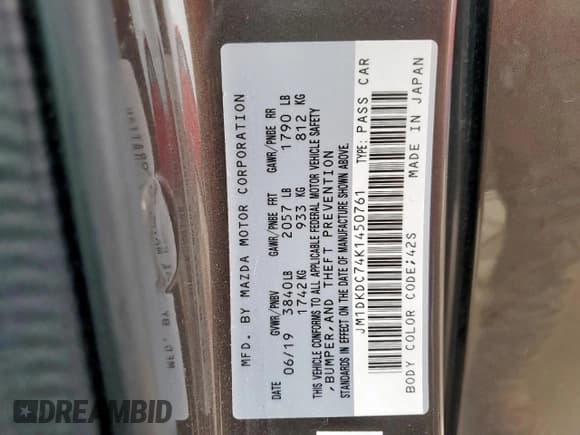 MFD. BY MAZDA MOTOR CORPORATION
DATE GVWR/PNBV GAWR/PNBE FRT GAWR/PNBE RR
06/19 3840LB 2057 LB 1790 LB
1742KG 933 KG 812 KG
THIS VEHICLE CONFORMS TO ALL APPLICABLE FEDERAL MOTOR VEHICLE SAFETY
,BUMPER,AND THEFT PREVENTION
STANDARDS IN EFFECT ON THE DATE OF MANUFACTURE SHOWN ABOVE.
JM1DKDC74K1450761 TYPE: PASS CAR
BODY COLOR CODE;42S MADE IN JAPAN
DREAMBID